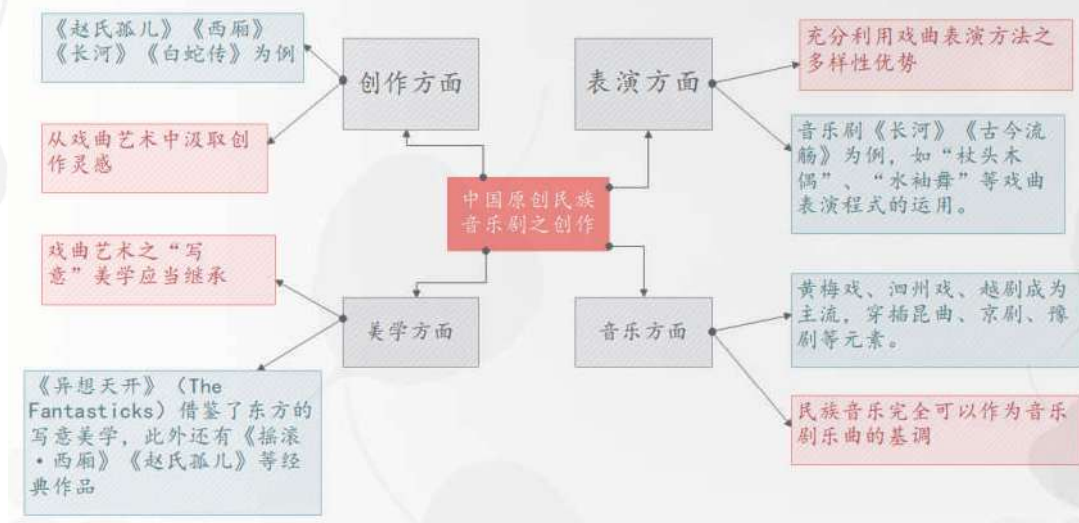 《赵氏孤儿》《西厢》
《长河》《白蛇传》为例
从戏曲艺术中汲取创
作灵感
创作方面
表演方面
充分利用戏曲表演方法之
多样性优势
音乐剧《长河》《古今流
觞》为例，如“杖头木
偶”、“水袖舞”等戏曲
表演程式的运用。
中国原创民族
音乐剧之创作
戏曲艺术之“写
意”美学应当继承
美学方面
《异想天开》（The
Fantasticks）借鉴了东方的
写意美学，此外还有《摇滚
·西厢》《赵氏孤儿》等经
典作品
音乐方面
黄梅戏、泗州戏、越剧成为
主流，穿插昆曲、京剧、豫
剧等元素。
民族音乐完全可以作为音乐
剧乐曲的基调